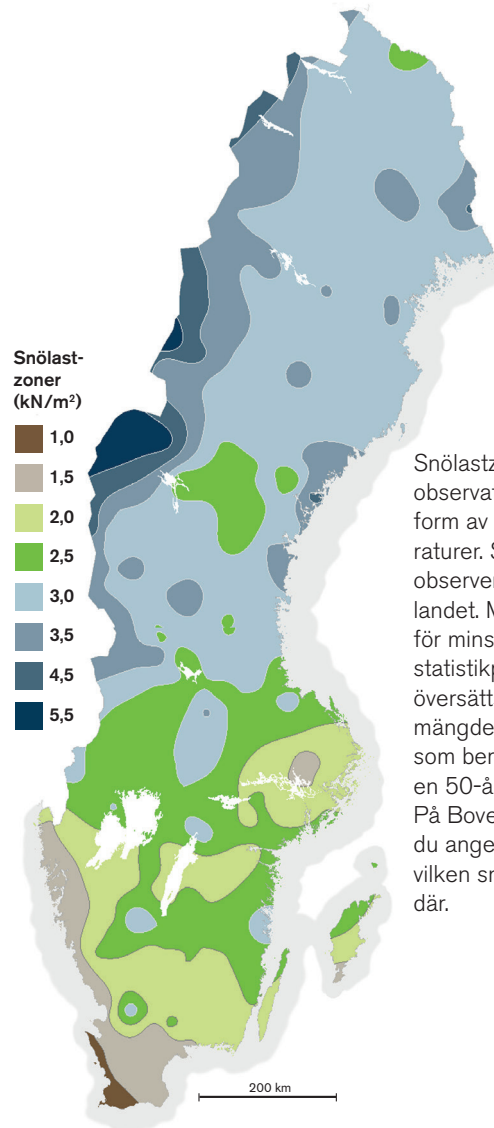 Snölast-
zoner
(kN/m²)
1,0
1,5
2,0
2,5
3,0
3,5
4,5
5,5
200 km
Snölastz
observat
form av
raturer. S
observer
landet. M
för mins
statistikp
översätt
mängde
som ber
en 50-å
På Bove
du ange
vilken sn
där.